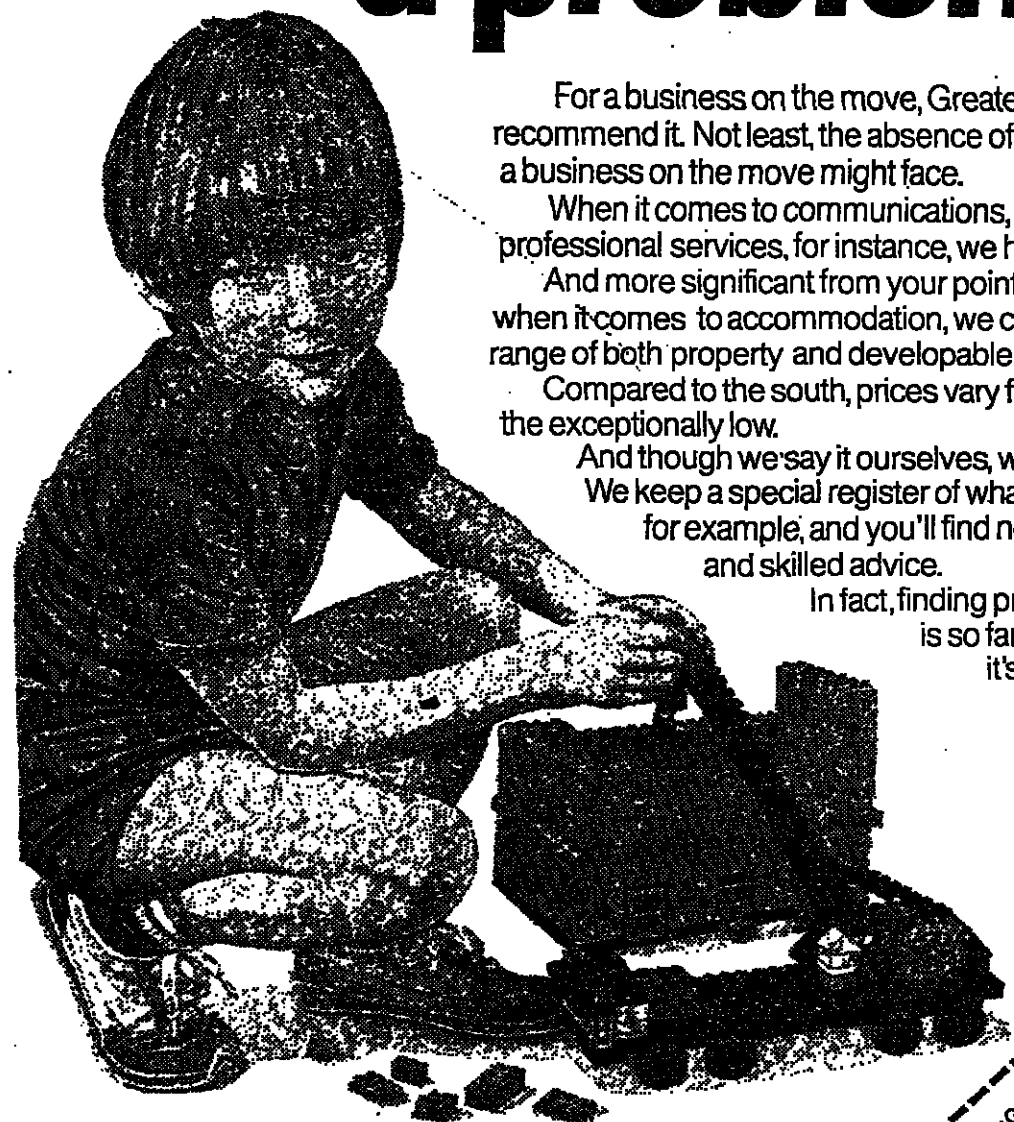 a problem
For a business on the move, Greate
recommend it. Not least, the absence of
a business on the move might face.
When it comes to communications,
professional services, for instance, we h
And more significant from your point
when it comes to accommodation, we c
range of both property and developable
Compared to the south, prices vary f
the exceptionally low.
And though we say it ourselves, w
We keep a special register of wha
for example, and you'll find n
and skilled advice.
In fact, finding pr
is so far
it's
G